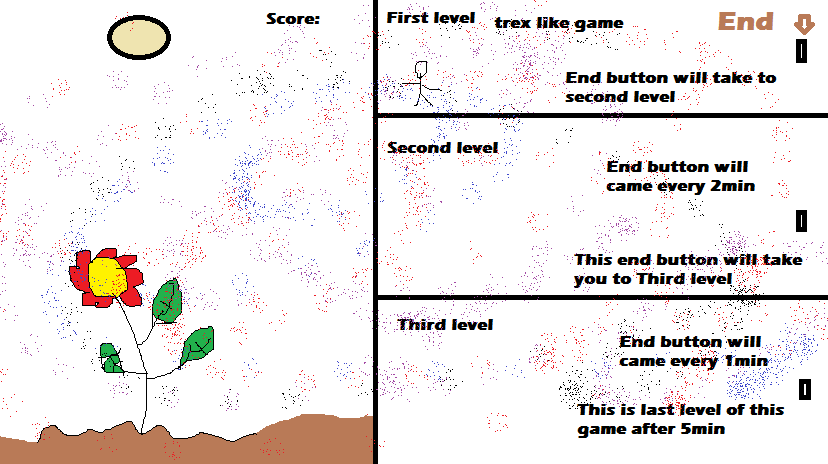 Score:
First level
trex like game
End
End button will take to
second level
Second level
End button will
came every 2min
This end button will take
you to Third level
Third level
End button will
came every 1min
This is last level of this
game after 5min